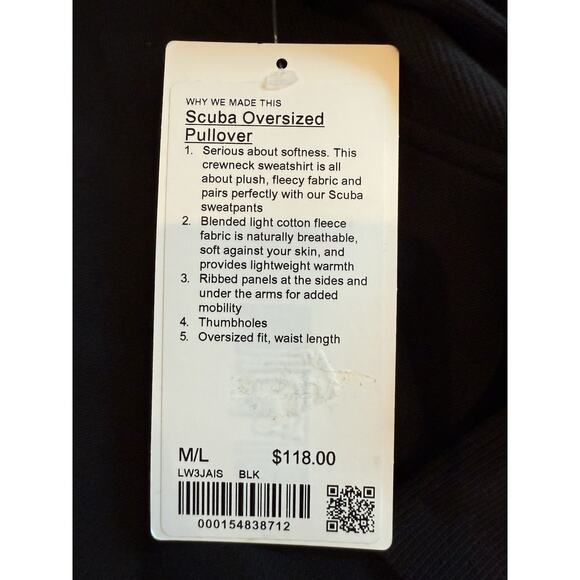 WHY WE MADE THIS
Scuba Oversized
Pullover
1. Serious about softness. This
crewneck sweatshirt is all
about plush, fleecy fabric and
pairs perfectly with our Scuba
sweatpants
2. Blended light cotton fleece
fabric is naturally breathable,
soft against your skin, and
provides lightweight warmth
3. Ribbed panels at the sides and
under the arms for added
mobility
4. Thumbholes
5. Oversized fit, waist length
M/L $118.00
LW3JAIS BLK
000154838712